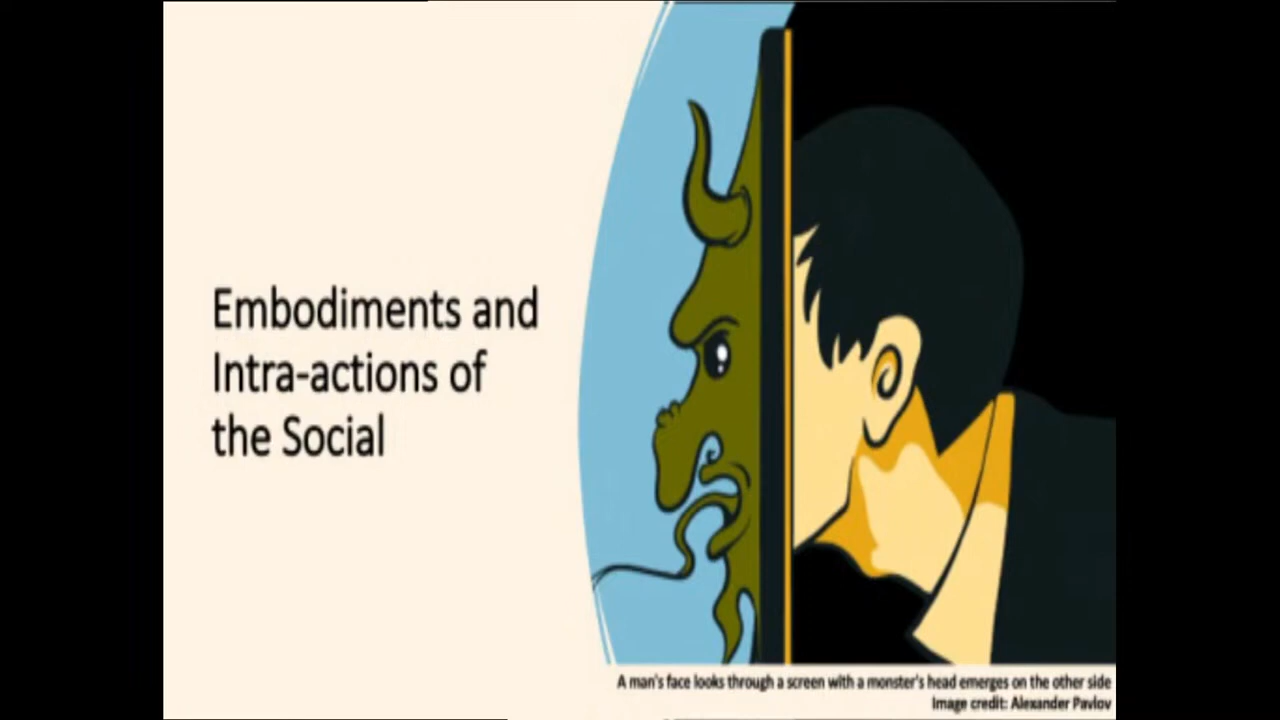 Embodiments and
Intra-actions of
the Social
A man's face looks through a screen with a monster's head emerges on the other side
Image credit: Alexander Pavlov